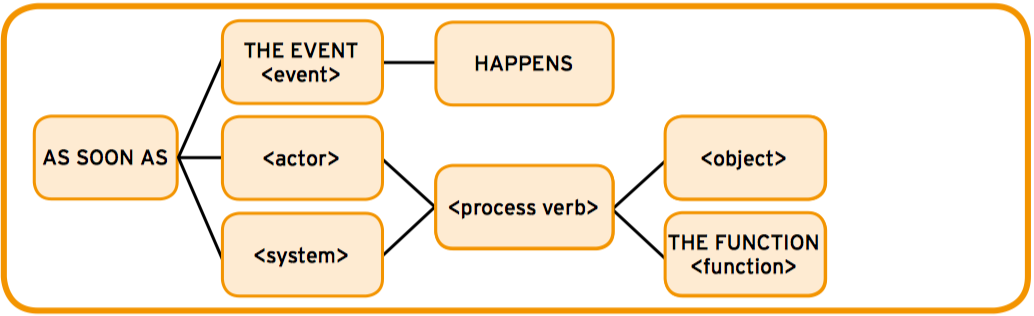 AS SOON AS
THE EVENT
<event>
HAPPENS
<actor>
<system>
<process verb>
<object>
THE FUNCTION
<function>